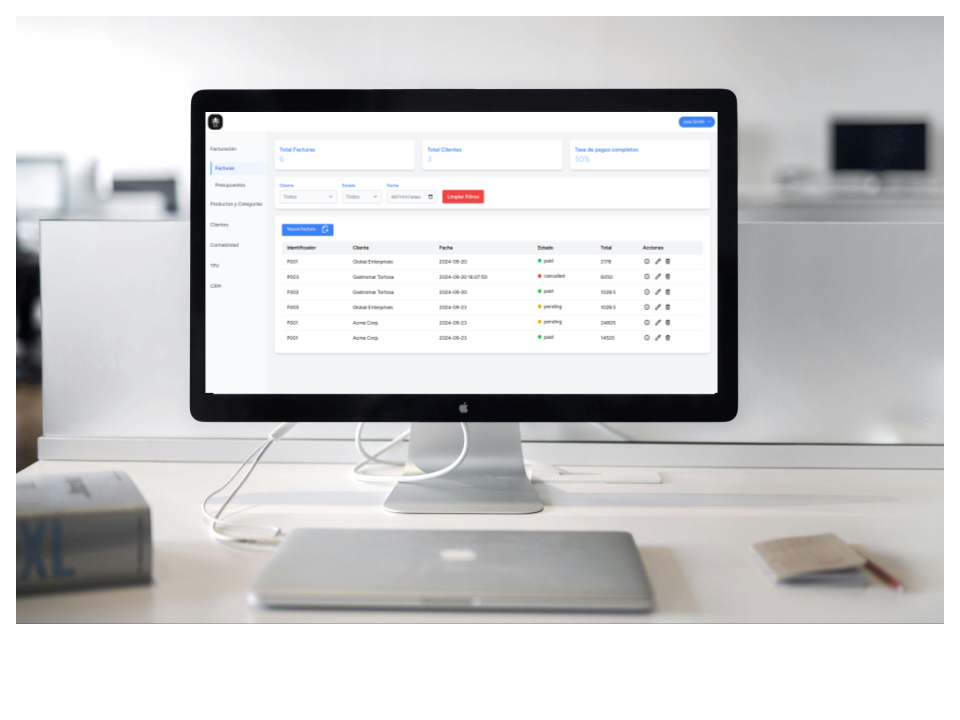 Jane Smith
Facturación
Facturas
Presupuestos
Productos y Categorías
Clientes
Contabilidad
TPV
CRM
Total Facturas
6
Total Clientes
3
Tasa de pagos completos
50%
Cliente Estado Fecha
Todos Todos dd/mm/aaaa Limpiar Filtros
Nueva Factura
Identificador Cliente Fecha Estado Total Acciones
F001 Global Enterprises 2024-09-20 paid 2178
F003 Gastromar Tortosa 2024-09-20 18:07:50 cancelled 6050
F002 Gastromar Tortosa 2024-09-20 paid 1028.5
F005 Global Enterprises 2024-09-23 pending 1028.5
F001 Acme Corp. 2024-09-23 pending 24805
F001 Acme Corp. 2024-09-23 paid 14520
XL